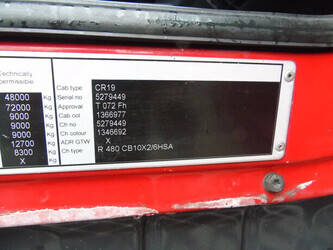 Technically
permissible
48000 Kg
72000 Kg
9000 Kg
9000 Kg
9000 Kg
12700 Kg
8300 Kg
X Kg
Cab type CR19
Serial no 5279449
Approval T 072 Fh
Cab col 1366977
Ch no 5279449
Ch colour 1346692
ADR GTW X
Ch type R 480 CB10X2/6HSA